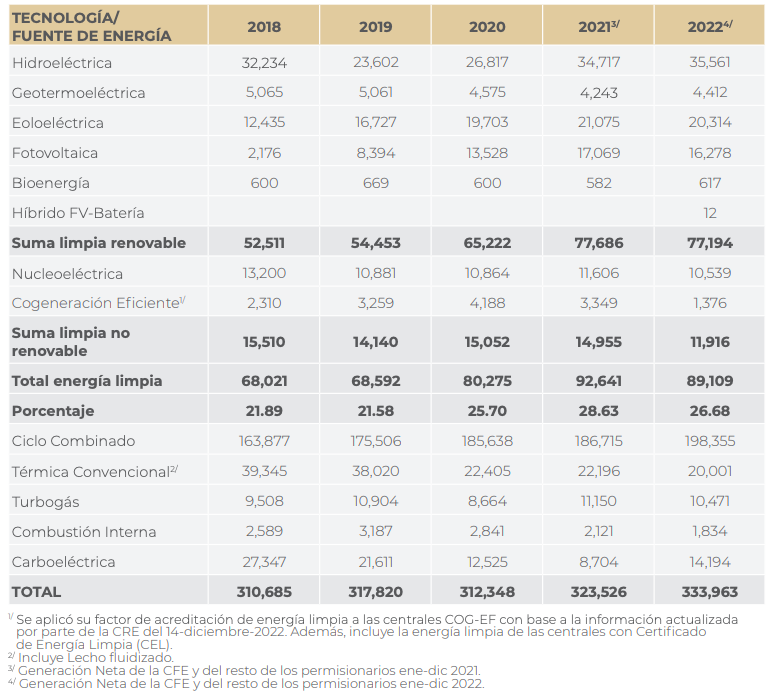 TECNOLOGÍA/
FUENTE DE ENERGÍA 2018 2019 2020 2021³/ 2022⁴/
Hidroeléctrica 32,234 23,602 26,817 34,717 35,561
Geotermoeléctrica 5,065 5,061 4,575 4,243 4,412
Eoloeléctrica 12,435 16,727 19,703 21,075 20,314
Fotovoltaica 2,176 8,394 13,528 17,069 16,278
Bioenergía 600 669 600 582 617
Híbrido FV-Batería 12
Suma limpia renovable 52,511 54,453 65,222 77,686 77,194
Nucleoeléctrica 13,200 10,881 10,864 11,606 10,539
Cogeneración Eficiente¹/ 2,310 3,259 4,188 3,349 1,376
Suma limpia no
renovable 15,510 14,140 15,052 14,955 11,916
Total energía limpia 68,021 68,592 80,275 92,641 89,109
Porcentaje 21.89 21.58 25.70 28.63 26.68
Ciclo Combinado 163,877 175,506 185,638 186,715 198,355
Térmica Convencional²/ 39,345 38,020 22,405 22,196 20,001
Turbogás 9,508 10,904 8,664 11,150 10,471
Combustión Interna 2,589 3,187 2,841 2,121 1,834
Carboeléctrica 27,347 21,611 12,525 8,704 14,194
TOTAL 310,685 317,820 312,348 323,526 333,963
¹/ Se aplicó su factor de acreditación de energía limpia a las centrales COG-EF con base a la información actualizada
por parte de la CRE del 14-diciembre-2022. Además, incluye la energía limpia de las centrales con Certificado
de Energía Limpia (CEL).
²/ Incluye Lecho fluidizado.
³/ Generación Neta de la CFE y del resto de los permisionarios ene-dic 2021.
⁴/ Generación Neta de la CFE y del resto de los permisionarios ene-dic 2022.